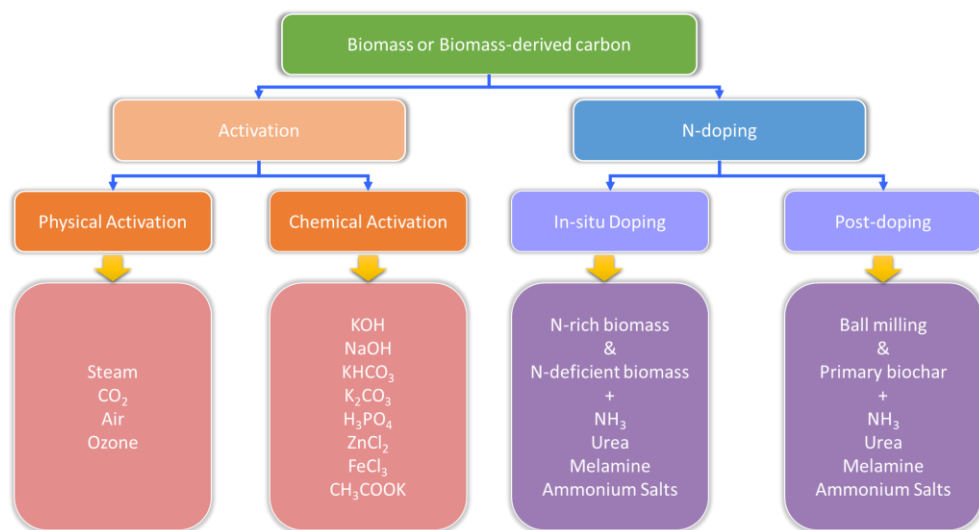 Biomass or Biomass-derived carbon
Activation
N-doping
Physical Activation
Chemical Activation
In-situ Doping
Post-doping
Steam
CO₂
Air
Ozone
KOH
NaOH
KHCO₃
K₂CO₃
H₃PO₄
ZnCl₂
FeCl₃
CH₃COOK
N-rich biomass
&
N-deficient biomass
+
NH₃
Urea
Melamine
Ammonium Salts
Ball milling
&
Primary biochar
+
NH₃
Urea
Melamine
Ammonium Salts